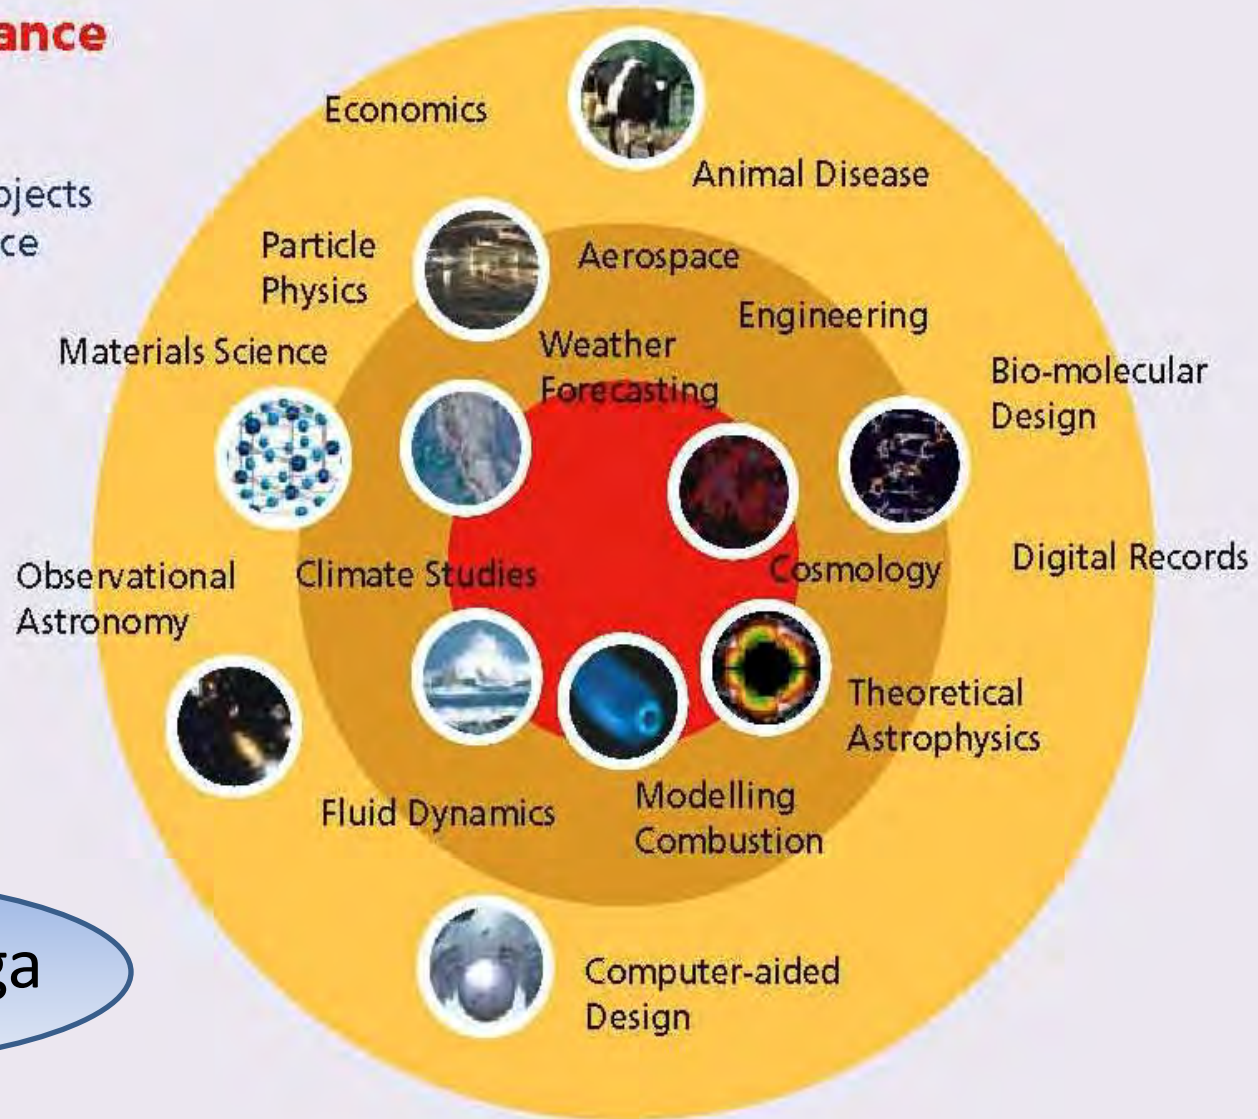 ance
Economics
Animal Disease
ojects
ce
Particle
Physics
Aerospace
Engineering
Materials Science
Weather
Forecasting
Bio-molecular
Design
Observational
Astronomy
Climate Studies
Cosmology
Digital Records
Theoretical
Astrophysics
Fluid Dynamics
Modelling
Combustion
ga
Computer-aided
Design